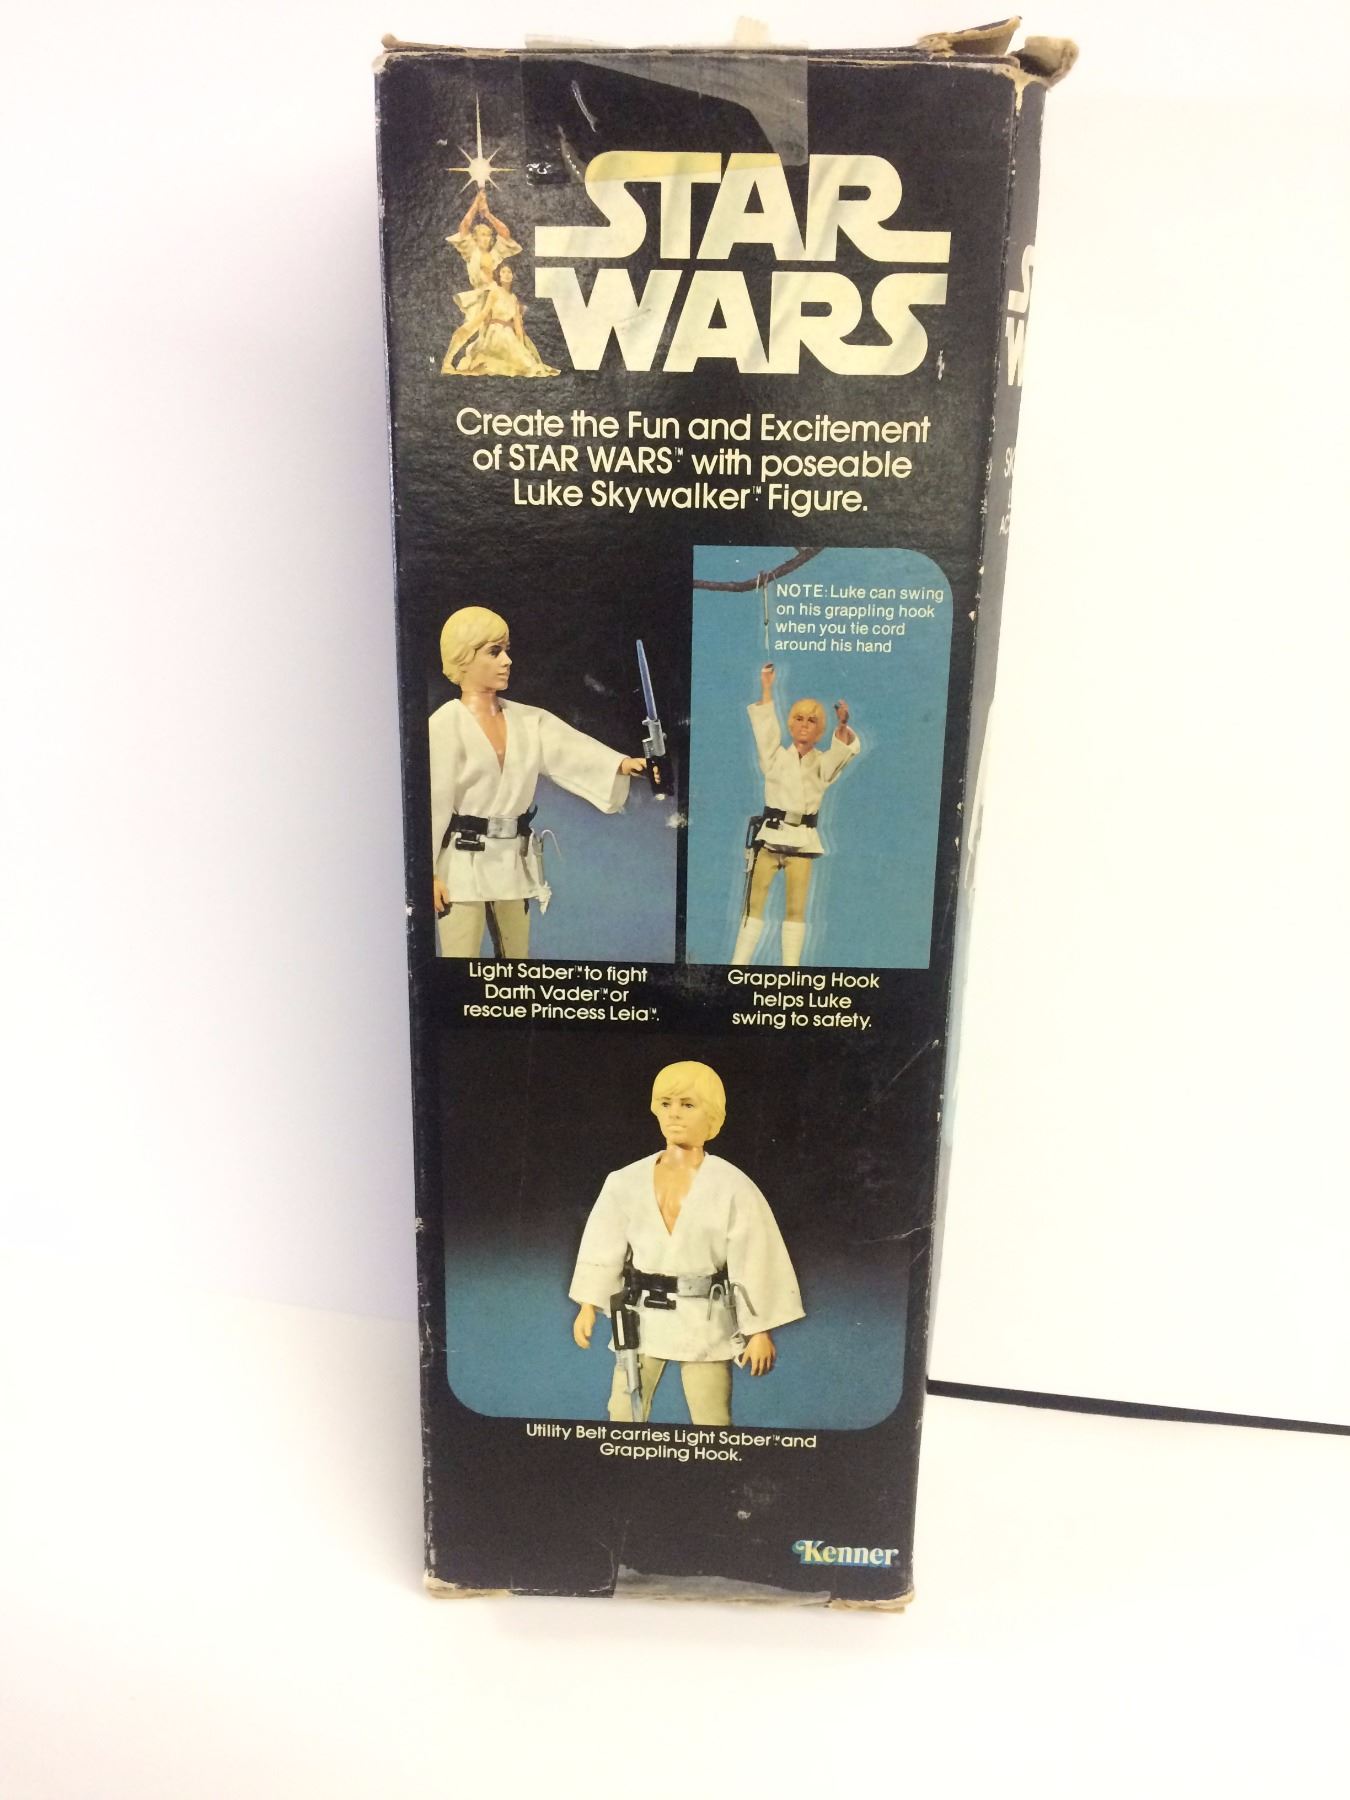 STAR
WARS
Create the Fun and Excitement
of STAR WARS™ with poseable
Luke Skywalker™ Figure.
NOTE: Luke can swing
on his grappling hook
when you tie cord
around his hand
Light Saber™ to fight
Darth Vader™ or
rescue Princess Leia™.
Grappling Hook
helps Luke
swing to safety.
Utility Belt carries Light Saber™ and
Grappling Hook.
Kenner